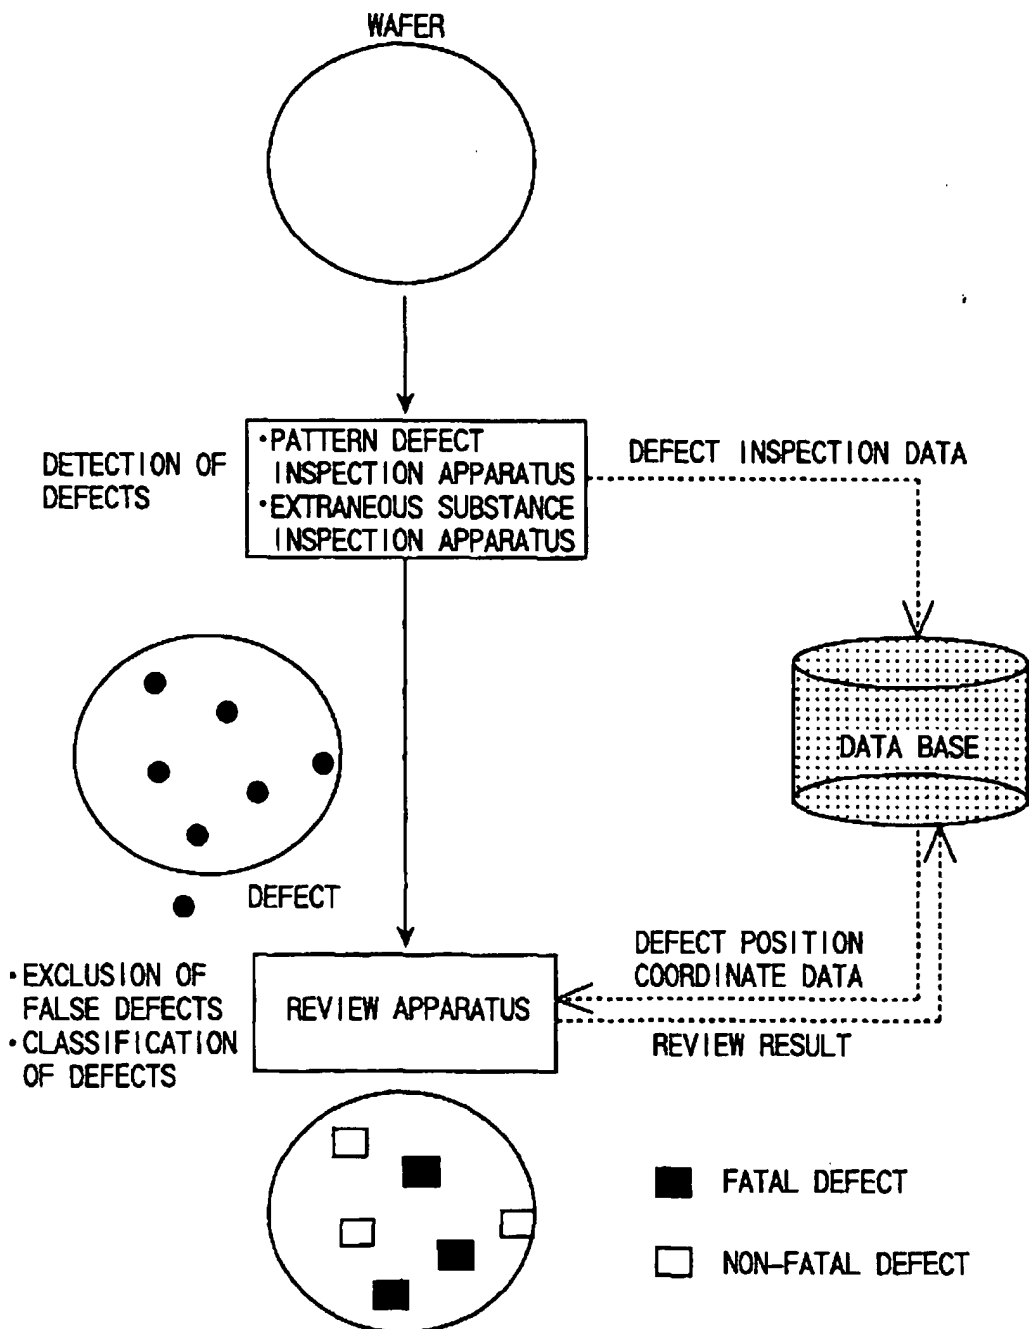 WAFER
DETECTION OF
DEFECTS
・PATTERN DEFECT
INSPECTION APPARATUS
・EXTRANEOUS SUBSTANCE
INSPECTION APPARATUS
DEFECT INSPECTION DATA
DATA BASE
DEFECT
・EXCLUSION OF
FALSE DEFECTS
・CLASSIFICATION
OF DEFECTS
REVIEW APPARATUS
DEFECT POSITION
COORDINATE DATA
REVIEW RESULT
FATAL DEFECT
NON-FATAL DEFECT